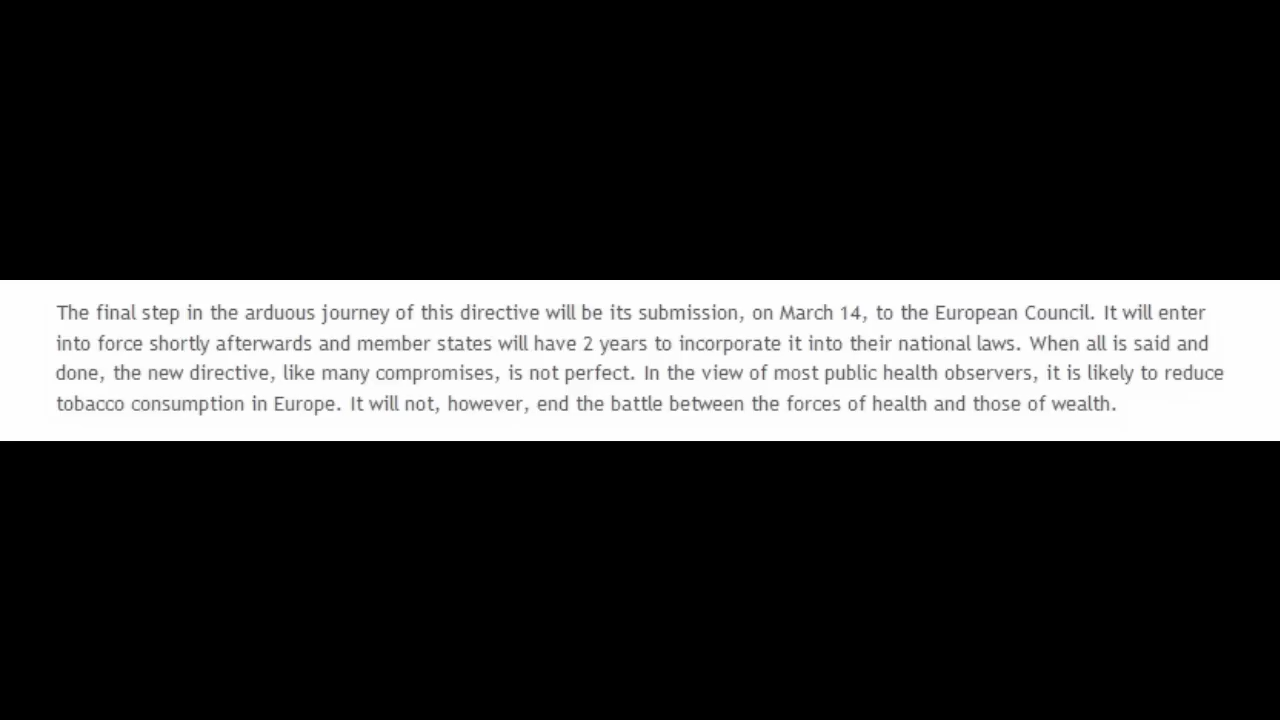 The final step in the arduous journey of this directive will be its submission, on March 14, to the European Council. It will enter
into force shortly afterwards and member states will have 2 years to incorporate it into their national laws. When all is said and
done, the new directive, like many compromises, is not perfect. In the view of most public health observers, it is likely to reduce
tobacco consumption in Europe. It will not, however, end the battle between the forces of health and those of wealth.